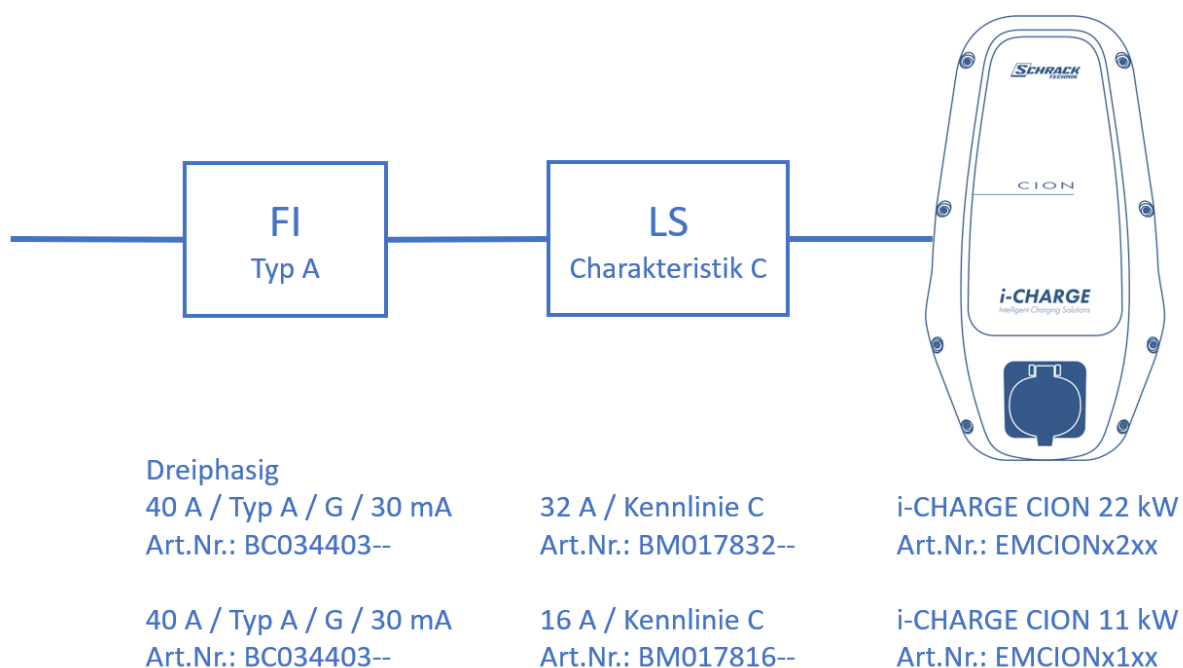 SCHRACK
TECHNIK
CION
i-CHARGE
Intelligent Charging Solutions
FI
Typ A
LS
Charakteristik C
Dreiphasig
40 A / Typ A / G / 30 mA
Art.Nr.: BC034403--
32 A / Kennlinie C
Art.Nr.: BM017832--
i-CHARGE CION 22 kW
Art.Nr.: EMCIONx2xx
40 A / Typ A / G / 30 mA
Art.Nr.: BC034403--
16 A / Kennlinie C
Art.Nr.: BM017816--
i-CHARGE CION 11 kW
Art.Nr.: EMCIONx1xx